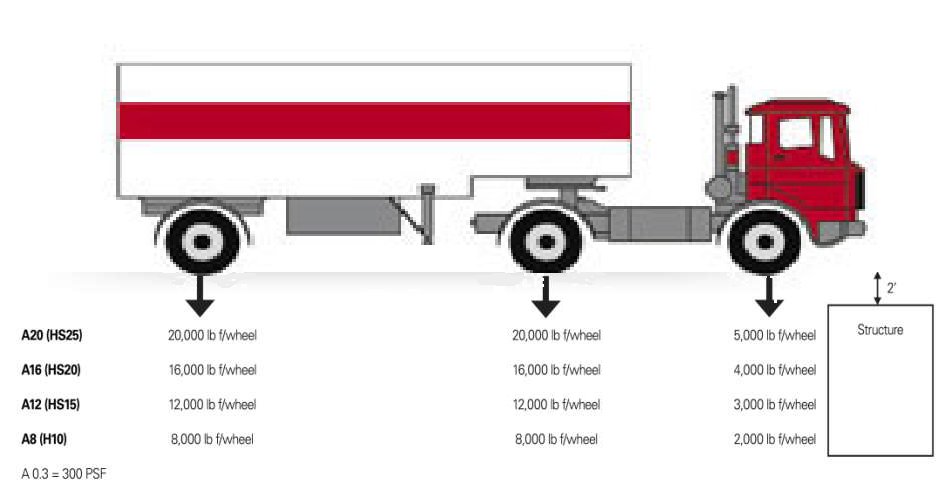 2'
Structure
A20 (HS25) 20,000 lb f/wheel 20,000 lb f/wheel 5,000 lb f/wheel
A16 (HS20) 16,000 lb f/wheel 16,000 lb f/wheel 4,000 lb f/wheel
A12 (HS15) 12,000 lb f/wheel 12,000 lb f/wheel 3,000 lb f/wheel
A8 (H10) 8,000 lb f/wheel 8,000 lb f/wheel 2,000 lb f/wheel
A 0.3 = 300 PSF